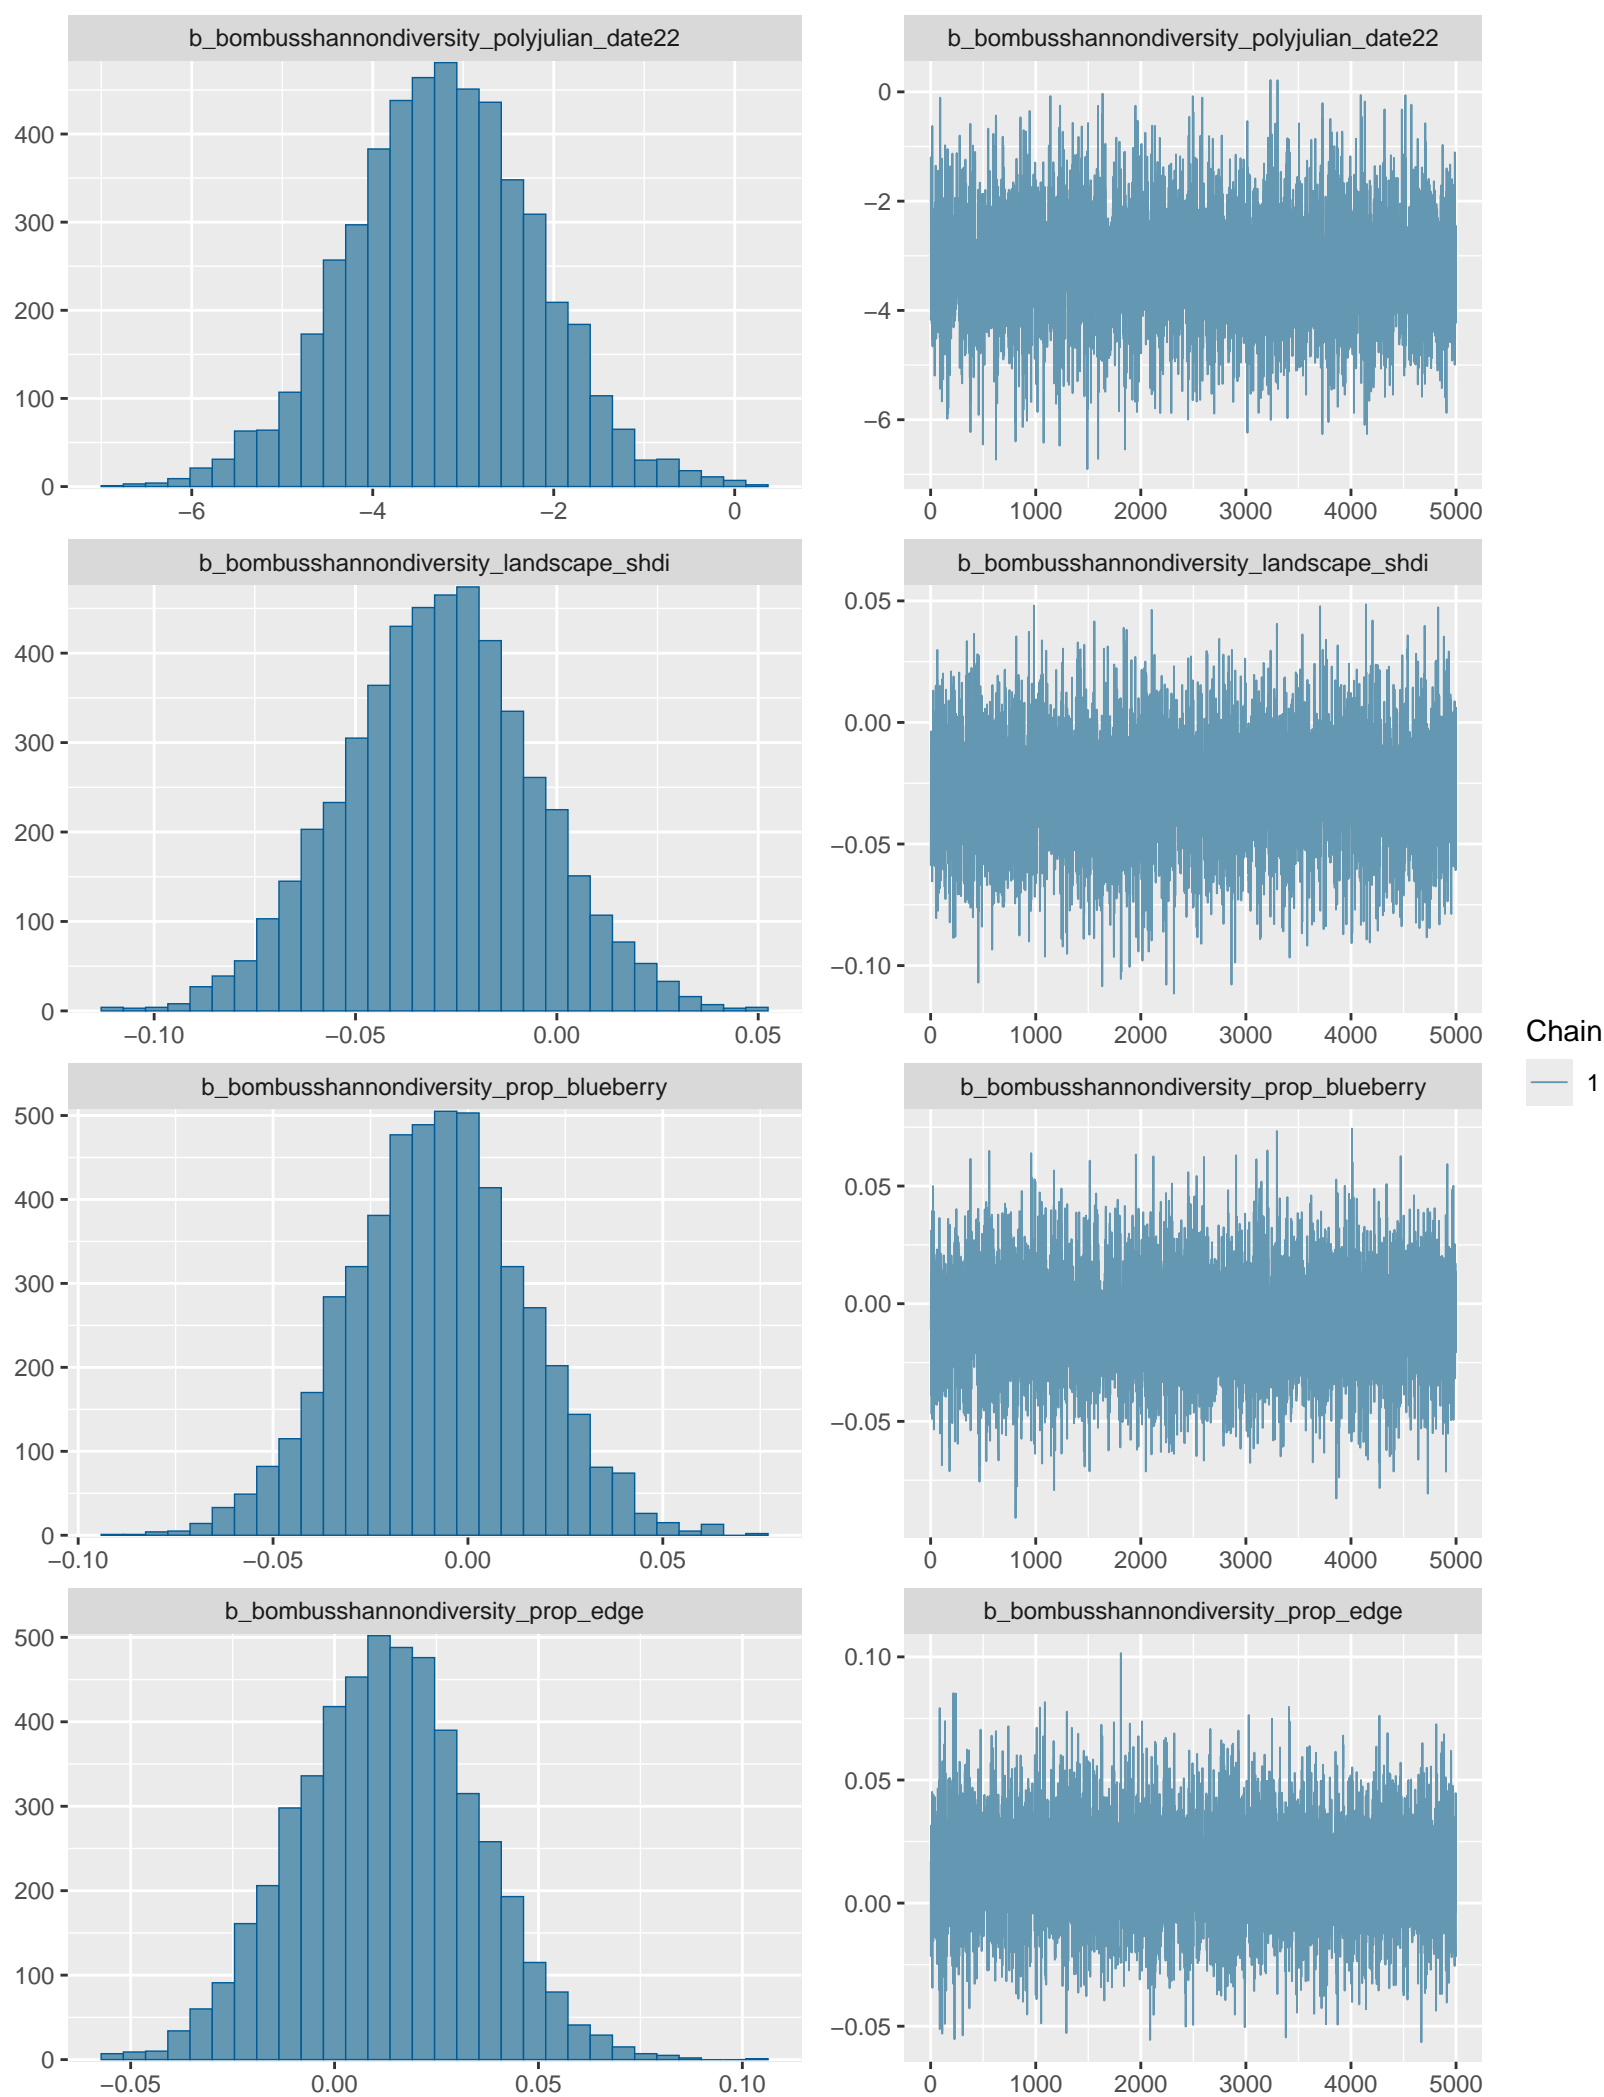 b_bombusshannondiversity_polyjulian_date22
b_bombusshannondiversity_polyjulian_date22
400
300
200
100
0
−6 −4 −2 0
0
−2
−4
−6
0 1000 2000 3000 4000 5000
b_bombusshannondiversity_landscape_shdi
b_bombusshannondiversity_landscape_shdi
400
300
200
100
0
−0.10 −0.05 0.00 0.05
0.05
0.00
−0.05
−0.10
0 1000 2000 3000 4000 5000
Chain
1
b_bombusshannondiversity_prop_blueberry
b_bombusshannondiversity_prop_blueberry
500
400
300
200
100
0
−0.10 −0.05 0.00 0.05
0.05
0.00
−0.05
0 1000 2000 3000 4000 5000
b_bombusshannondiversity_prop_edge
b_bombusshannondiversity_prop_edge
500
400
300
200
100
0
−0.05 0.00 0.05 0.10
0.10
0.05
0.00
−0.05
0 1000 2000 3000 4000 5000